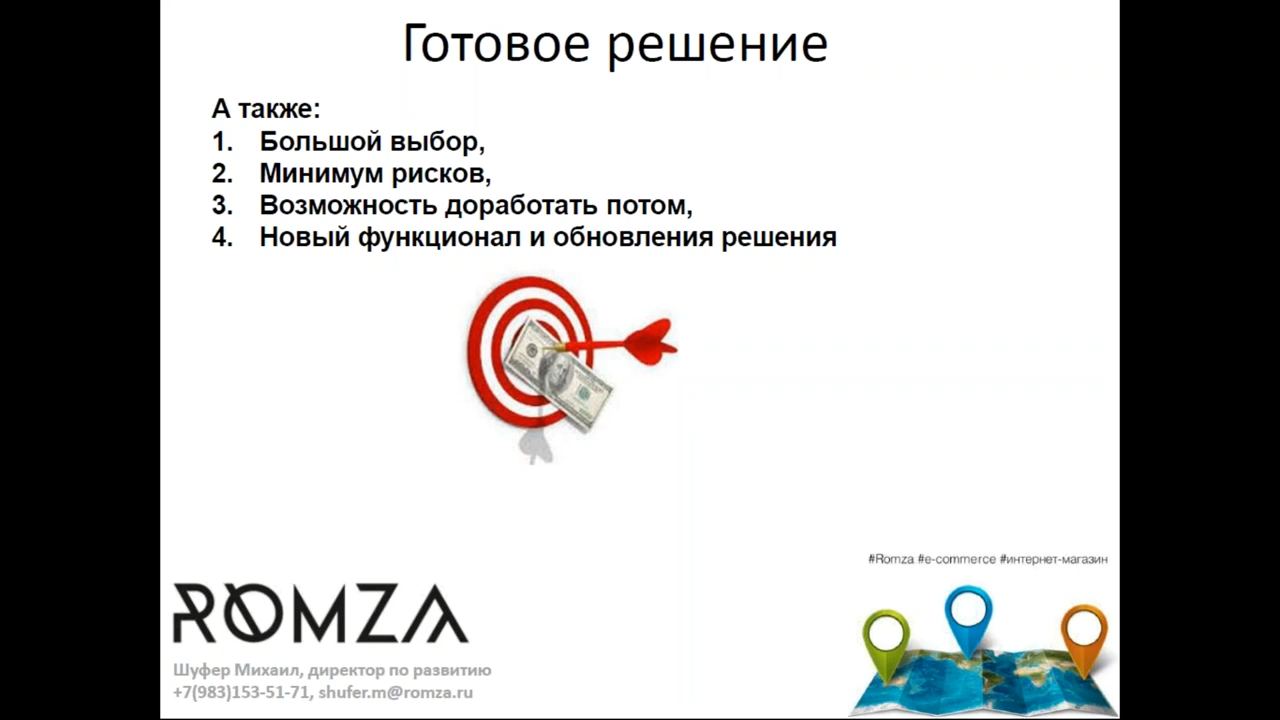 Готовое решение
А также:
1. Большой выбор,
2. Минимум рисков,
3. Возможность доработать потом,
4. Новый функционал и обновления решения
#Romza #e-commerce #интернет-магазин
ROMZA
Шуфер Михаил, директор по развитию
+7(983)153-51-71, shufer.m@romza.ru